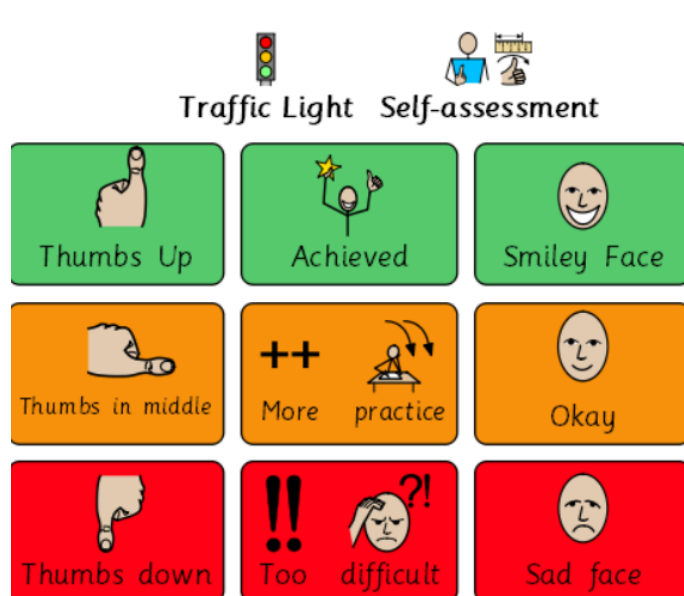 Traffic Light Self-assessment
Thumbs Up
Achieved
Smiley Face
Thumbs in middle
++ More practice
Okay
Thumbs down
!! Too difficult ?!
Sad face